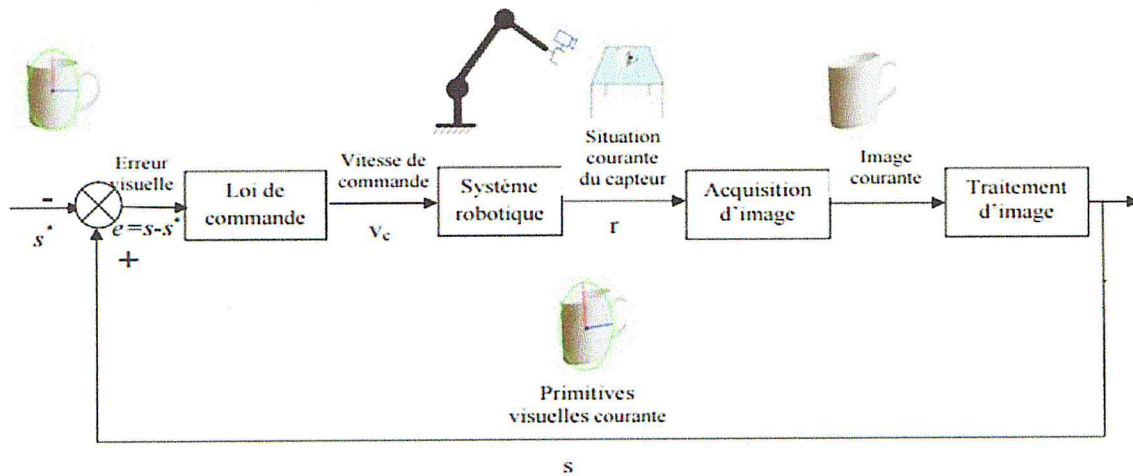 Erreur
visuelle
Loi de
commande
Vitesse de
commande
Système
robotique
Situation
courante
du capteur
Acquisition
d'image
Image
courante
Traitement
d'image
-
s*
e=s-s*
+
v_c
r
Primitives
visuelles courante
s